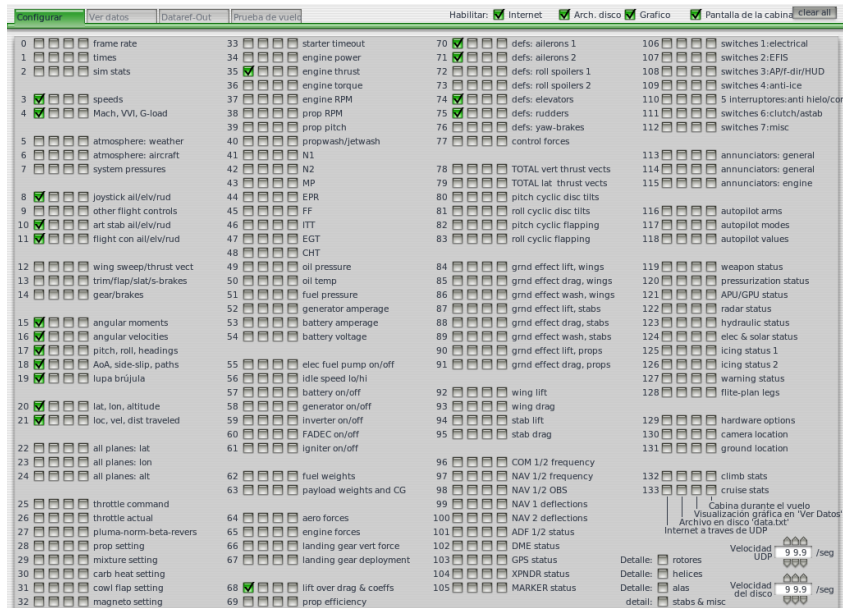 Configurar
Ver datos
Dataref-Out
Prueba de vuelo
Habilitar: Internet Arch. disco Grafico Pantalla de la cabina clear all
0 frame rate
1 times
2 sim stats
3 speeds
4 Mach, VVI, G-load
5 atmosphere: weather
6 atmosphere: aircraft
7 system pressures
8 joystick ail/elv/rud
9 other flight controls
10 art stab ail/elv/rud
11 flight con ail/elv/rud
12 wing sweep/thrust vect
13 trim/flap/slat/s-brakes
14 gear/brakes
15 angular moments
16 angular velocities
17 pitch, roll, headings
18 AoA, side-slip, paths
19 lupa brújula
20 lat, lon, altitude
21 loc, vel, dist traveled
22 all planes: lat
23 all planes: lon
24 all planes: alt
25 throttle command
26 throttle actual
27 pluma-norm-beta-revers
28 prop setting
29 mixture setting
30 carb heat setting
31 cowl flap setting
32 magneto setting
33 starter timeout
34 engine power
35 engine thrust
36 engine torque
37 engine RPM
38 prop RPM
39 prop pitch
40 propwash/jetwash
41 N1
42 N2
43 MP
44 EPR
45 FF
46 ITT
47 EGT
48 CHT
49 oil pressure
50 oil temp
51 fuel pressure
52 generator amperage
53 battery amperage
54 battery voltage
55 elec fuel pump on/off
56 idle speed lo/hi
57 battery on/off
58 generator on/off
59 inverter on/off
60 FADEC on/off
61 igniter on/off
62 fuel weights
63 payload weights and CG
64 aero forces
65 engine forces
66 landing gear vert force
67 landing gear deployment
68 lift over drag & coeffs
69 prop efficiency
70 defs: ailerons 1
71 defs: ailerons 2
72 defs: roll spoilers 1
73 defs: roll spoilers 2
74 defs: elevators
75 defs: rudders
76 defs: yaw-brakes
77 control forces
78 TOTAL vert thrust vects
79 TOTAL lat thrust vects
80 pitch cyclic disc tilts
81 roll cyclic disc tilts
82 pitch cyclic flapping
83 roll cyclic flapping
84 grnd effect lift, wings
85 grnd effect drag, wings
86 grnd effect wash, wings
87 grnd effect lift, stabs
88 grnd effect drag, stabs
89 grnd effect wash, stabs
90 grnd effect lift, props
91 grnd effect drag, props
92 wing lift
93 wing drag
94 stab lift
95 stab drag
96 COM 1/2 frequency
97 NAV 1/2 frequency
98 NAV 1/2 OBS
99 NAV 1 deflections
100 NAV 2 deflections
101 ADF 1/2 status
102 DME status
103 GPS status
104 XPNDR status
105 MARKER status
106 switches 1:electrical
107 switches 2:EFIS
108 switches 3:AP/f-dir/HUD
109 switches 4:anti-ice
110 5 interruptores:anti hielo/cor
111 switches 6:clutch/astab
112 switches 7:misc
113 annunciators: general
114 annunciators: general
115 annunciators: engine
116 autopilot arms
117 autopilot modes
118 autopilot values
119 weapon status
120 pressurization status
121 APU/GPU status
122 radar status
123 hydraulic status
124 elec & solar status
125 icing status 1
126 icing status 2
127 warning status
128 flite-plan legs
129 hardware options
130 camera location
131 ground location
132 climb stats
133 cruise stats
Cabina durante el vuelo
Visualización gráfica en 'Ver Datos'
Archivo en disco 'data.txt'
Internet a traves de UDP
Detalle: rotores
Detalle: helices
Detalle: alas
detail: stabs & misc
Velocidad UDP 9 9.9 /seg
Velocidad del disco 9 9.9 /seg